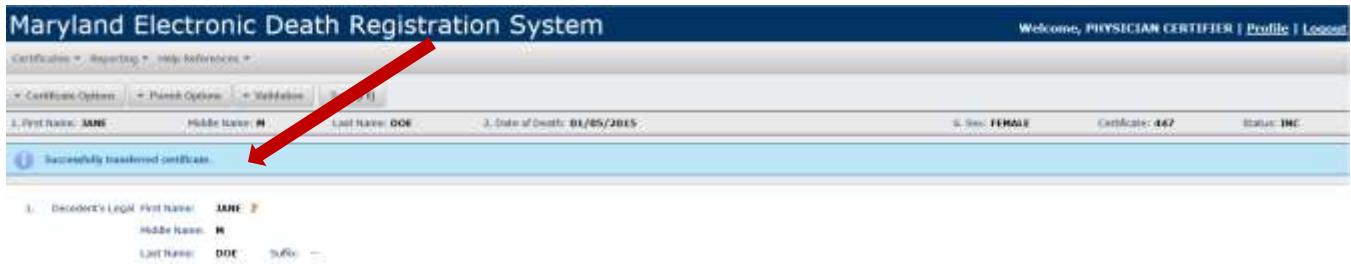 Maryland Electronic Death Registration System
Welcome, PHYSICIAN CERTIFIER | Profile | Logout
Certificates Reporting Help References
Certificate Options Permit Options Validation
1. First Name: JANE Middle Name: M Last Name: DOE 3. Date of Death: 01/05/2015 6. Sex: FEMALE Certificate: 467 Status: INC
Successfully transferred certificate.
1. Decedent's Legal First Name: JANE ?
Middle Name: M
Last Name: DOE Suffix: --